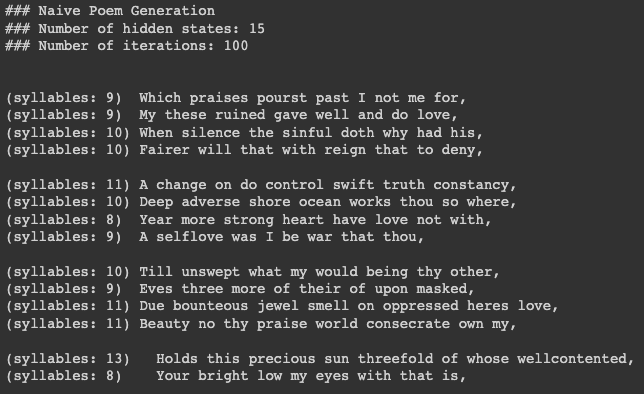 ### Naive Poem Generation
### Number of hidden states: 15
### Number of iterations: 100
(syllables: 9) Which praises pourst past I not me for,
(syllables: 9) My these ruined gave well and do love,
(syllables: 10) When silence the sinful doth why had his,
(syllables: 10) Fairer will that with reign that to deny,
(syllables: 11) A change on do control swift truth constancy,
(syllables: 10) Deep adverse shore ocean works thou so where,
(syllables: 8) Year more strong heart have love not with,
(syllables: 9) A selflove was I be war that thou,
(syllables: 10) Till unswept what my would being thy other,
(syllables: 9) Eves three more of their of upon masked,
(syllables: 11) Due bounteous jewel smell on oppressed heres love,
(syllables: 11) Beauty no thy praise world consecrate own my,
(syllables: 13) Holds this precious sun threefold of whose wellcontented,
(syllables: 8) Your bright low my eyes with that is,